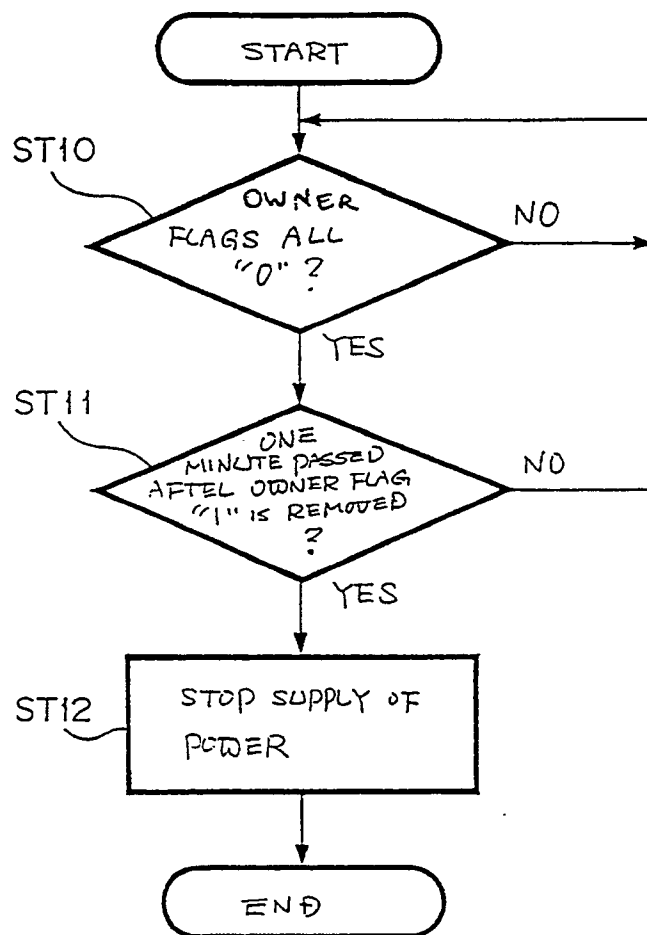 START
ST10
OWNER
FLAGS ALL
"0" ?
NO
YES
ST11
ONE
MINUTE PASSED
AFTEL OWNER FLAG
"1" IS REMOVED
?
NO
YES
ST12
STOP SUPPLY OF
POWER
END